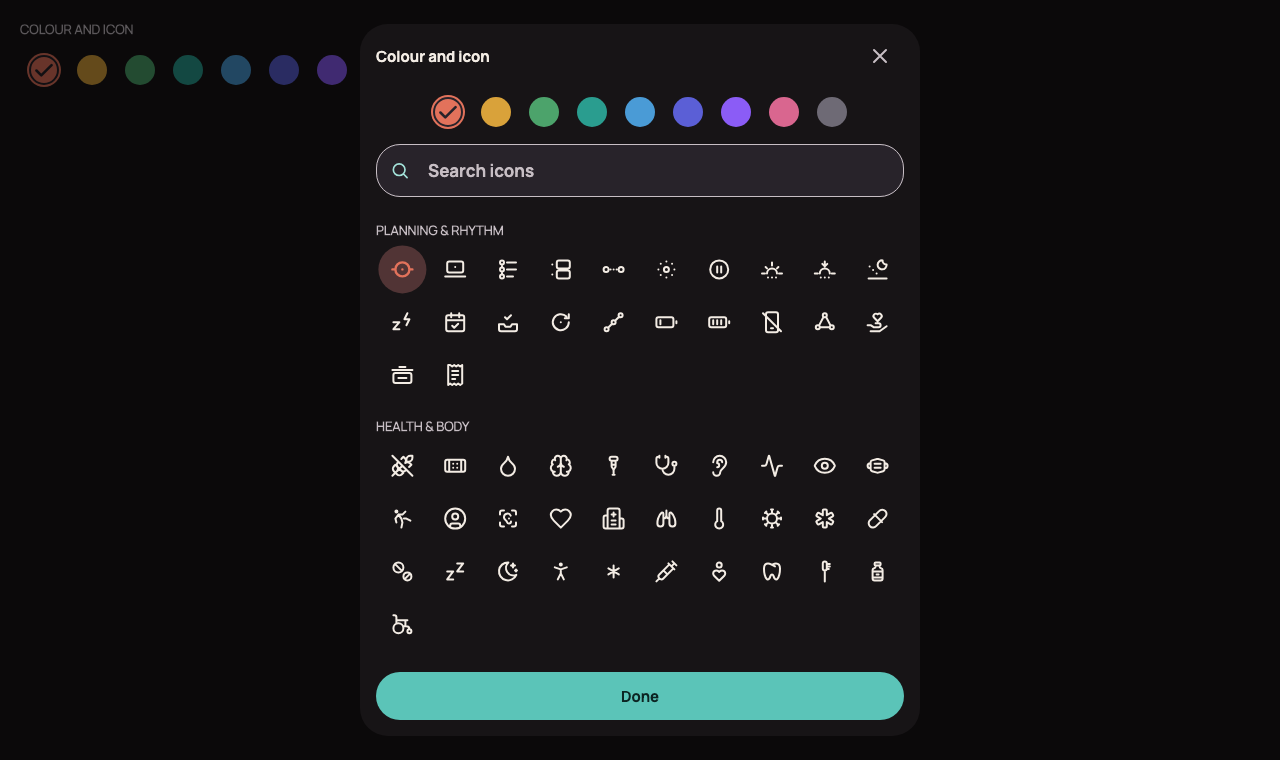 COLOUR AND ICON
Colour and icon
Search icons
PLANNING & RHYTHM
HEALTH & BODY
Done